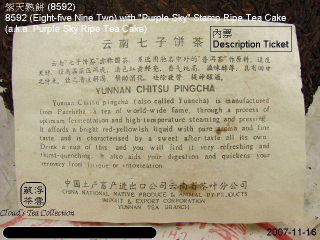 紫天熟餅 (8592)
8592 (Eight-five Nine Two) with "Purple Sky" Stamp Ripe Tea Cake
(a.k.a. Purple Sky Ripe Tea Cake)
內票
Description Ticket
云南七子饼茶
YUNNAN CHITSU PINGCHA
Yunnan Chitsu pingcha (also called Yuancha) is manufactured
from Puerhcha, a tea of world-wide fame, through a process of
optimum fermentation and high-temperature steaming and pressing.
It affords a bright red-yellowish liquid with pure aroma and fine
taste and is characterised by a sweet after-taste all its own.
Drink a cup of this and you will find it very refreshing and
thirst-quenching. It also aids your digestion and quickens your
recovery from fatigue or intoxication.
中国土产畜产进出口公司云南省茶叶分公司
CHINA NATIONAL NATIVE PRODUCE & ANIMAL BY-PRODUCTS
IMPORT & EXPORT CORPORATION
YUNNAN TEA BRANCH
Cloud's Tea Collection
2007-11-16